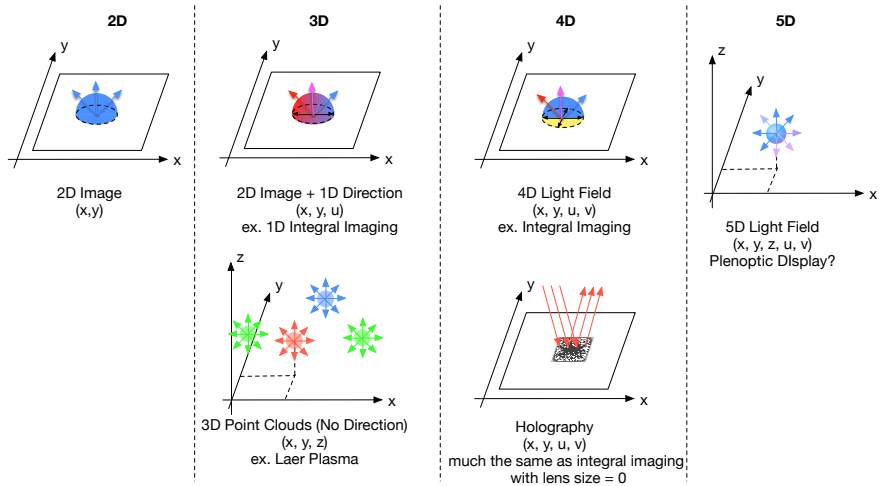 2D
y
x
2D Image
(x,y)
3D
y
x
2D Image + 1D Direction
(x, y, u)
ex. 1D Integral Imaging
z
y
x
3D Point Clouds (No Direction)
(x, y, z)
ex. Laer Plasma
4D
y
x
4D Light Field
(x, y, u, v)
ex. Integral Imaging
y
x
Holography
(x, y, u, v)
much the same as integral imaging
with lens size = 0
5D
z
y
x
5D Light Field
(x, y, z, u, v)
Plenoptic DIsplay?